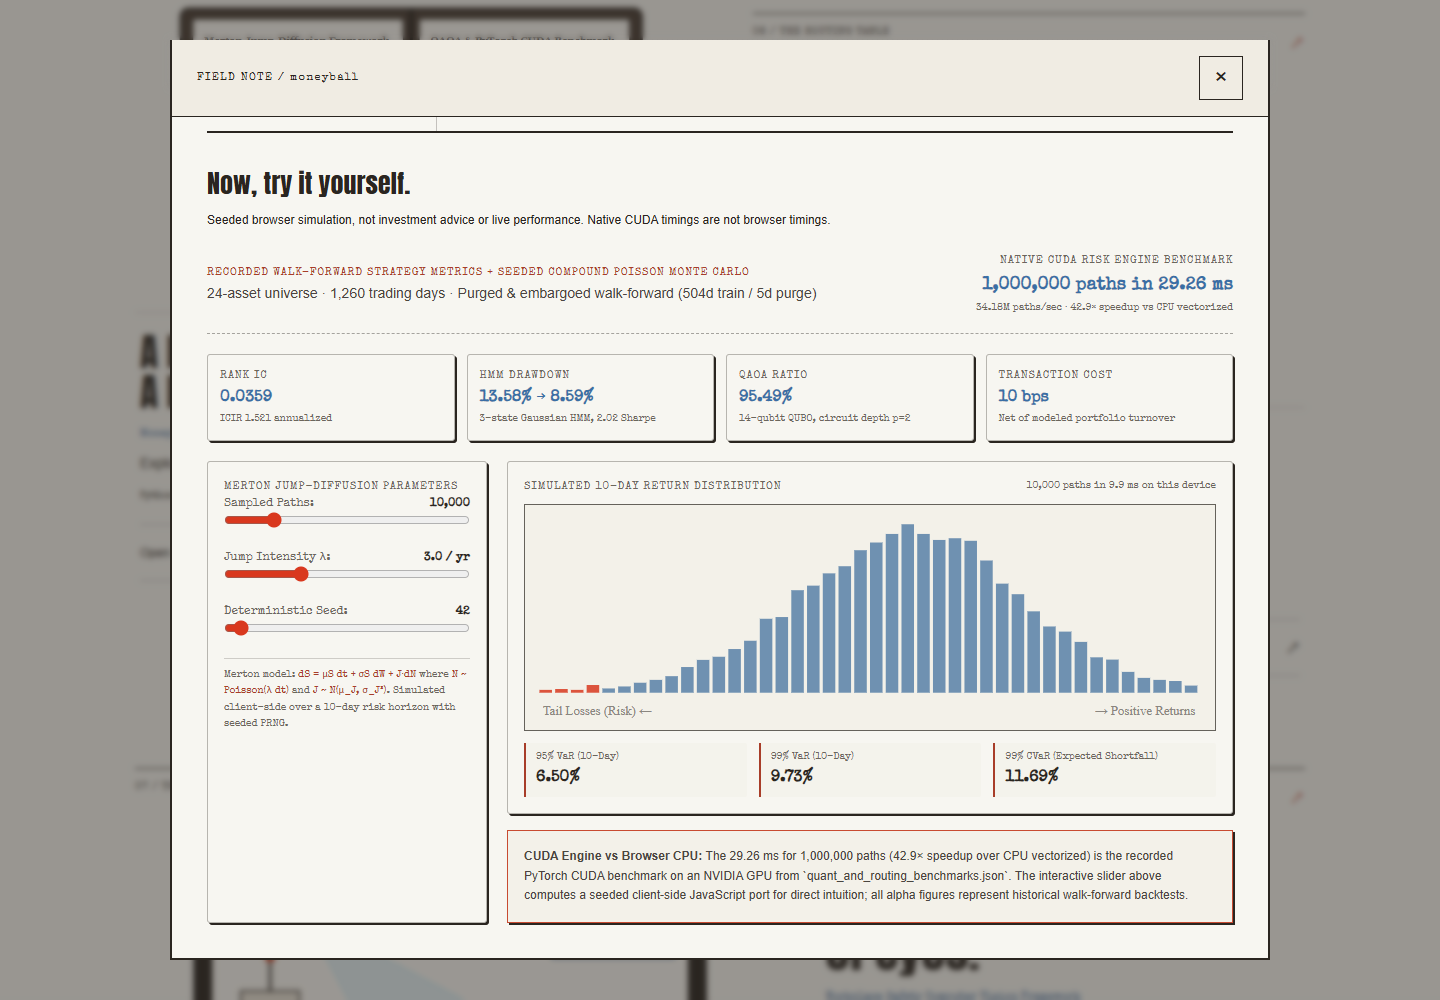 FIELD NOTE / moneyball
×
Now, try it yourself.
Seeded browser simulation, not investment advice or live performance. Native CUDA timings are not browser timings.
RECORDED WALK-FORWARD STRATEGY METRICS + SEEDED COMPOUND POISSON MONTE CARLO
24-asset universe · 1,260 trading days · Purged & embargoed walk-forward (504d train / 5d purge)
NATIVE CUDA RISK ENGINE BENCHMARK
1,000,000 paths in 29.26 ms
34.18M paths/sec · 42.9× speedup vs CPU vectorized
RANK IC
0.0359
ICIR 1.521 annualized
HMM DRAWDOWN
13.58% → 8.59%
3-state Gaussian HMM, 2.02 Sharpe
QAOA RATIO
95.49%
14-qubit QUBO, circuit depth p=2
TRANSACTION COST
10 bps
Net of modeled portfolio turnover
MERTON JUMP-DIFFUSION PARAMETERS
Sampled Paths: 10,000
Jump Intensity λ: 3.0 / yr
Deterministic Seed: 42
Merton model: dS = μS dt + σS dW + J·dN where N ~
Poisson(λ dt) and J ~ N(μ_J, σ_J²). Simulated
client-side over a 10-day risk horizon with
seeded PRNG.
SIMULATED 10-DAY RETURN DISTRIBUTION
10,000 paths in 9.9 ms on this device
Tail Losses (Risk) ←
→ Positive Returns
95% VaR (10-Day)
6.50%
99% VaR (10-Day)
9.73%
99% CVaR (Expected Shortfall)
11.69%
CUDA Engine vs Browser CPU: The 29.26 ms for 1,000,000 paths (42.9× speedup over CPU vectorized) is the recorded
PyTorch CUDA benchmark on an NVIDIA GPU from `quant_and_routing_benchmarks.json`. The interactive slider above
computes a seeded client-side JavaScript port for direct intuition; all alpha figures represent historical walk-forward backtests.